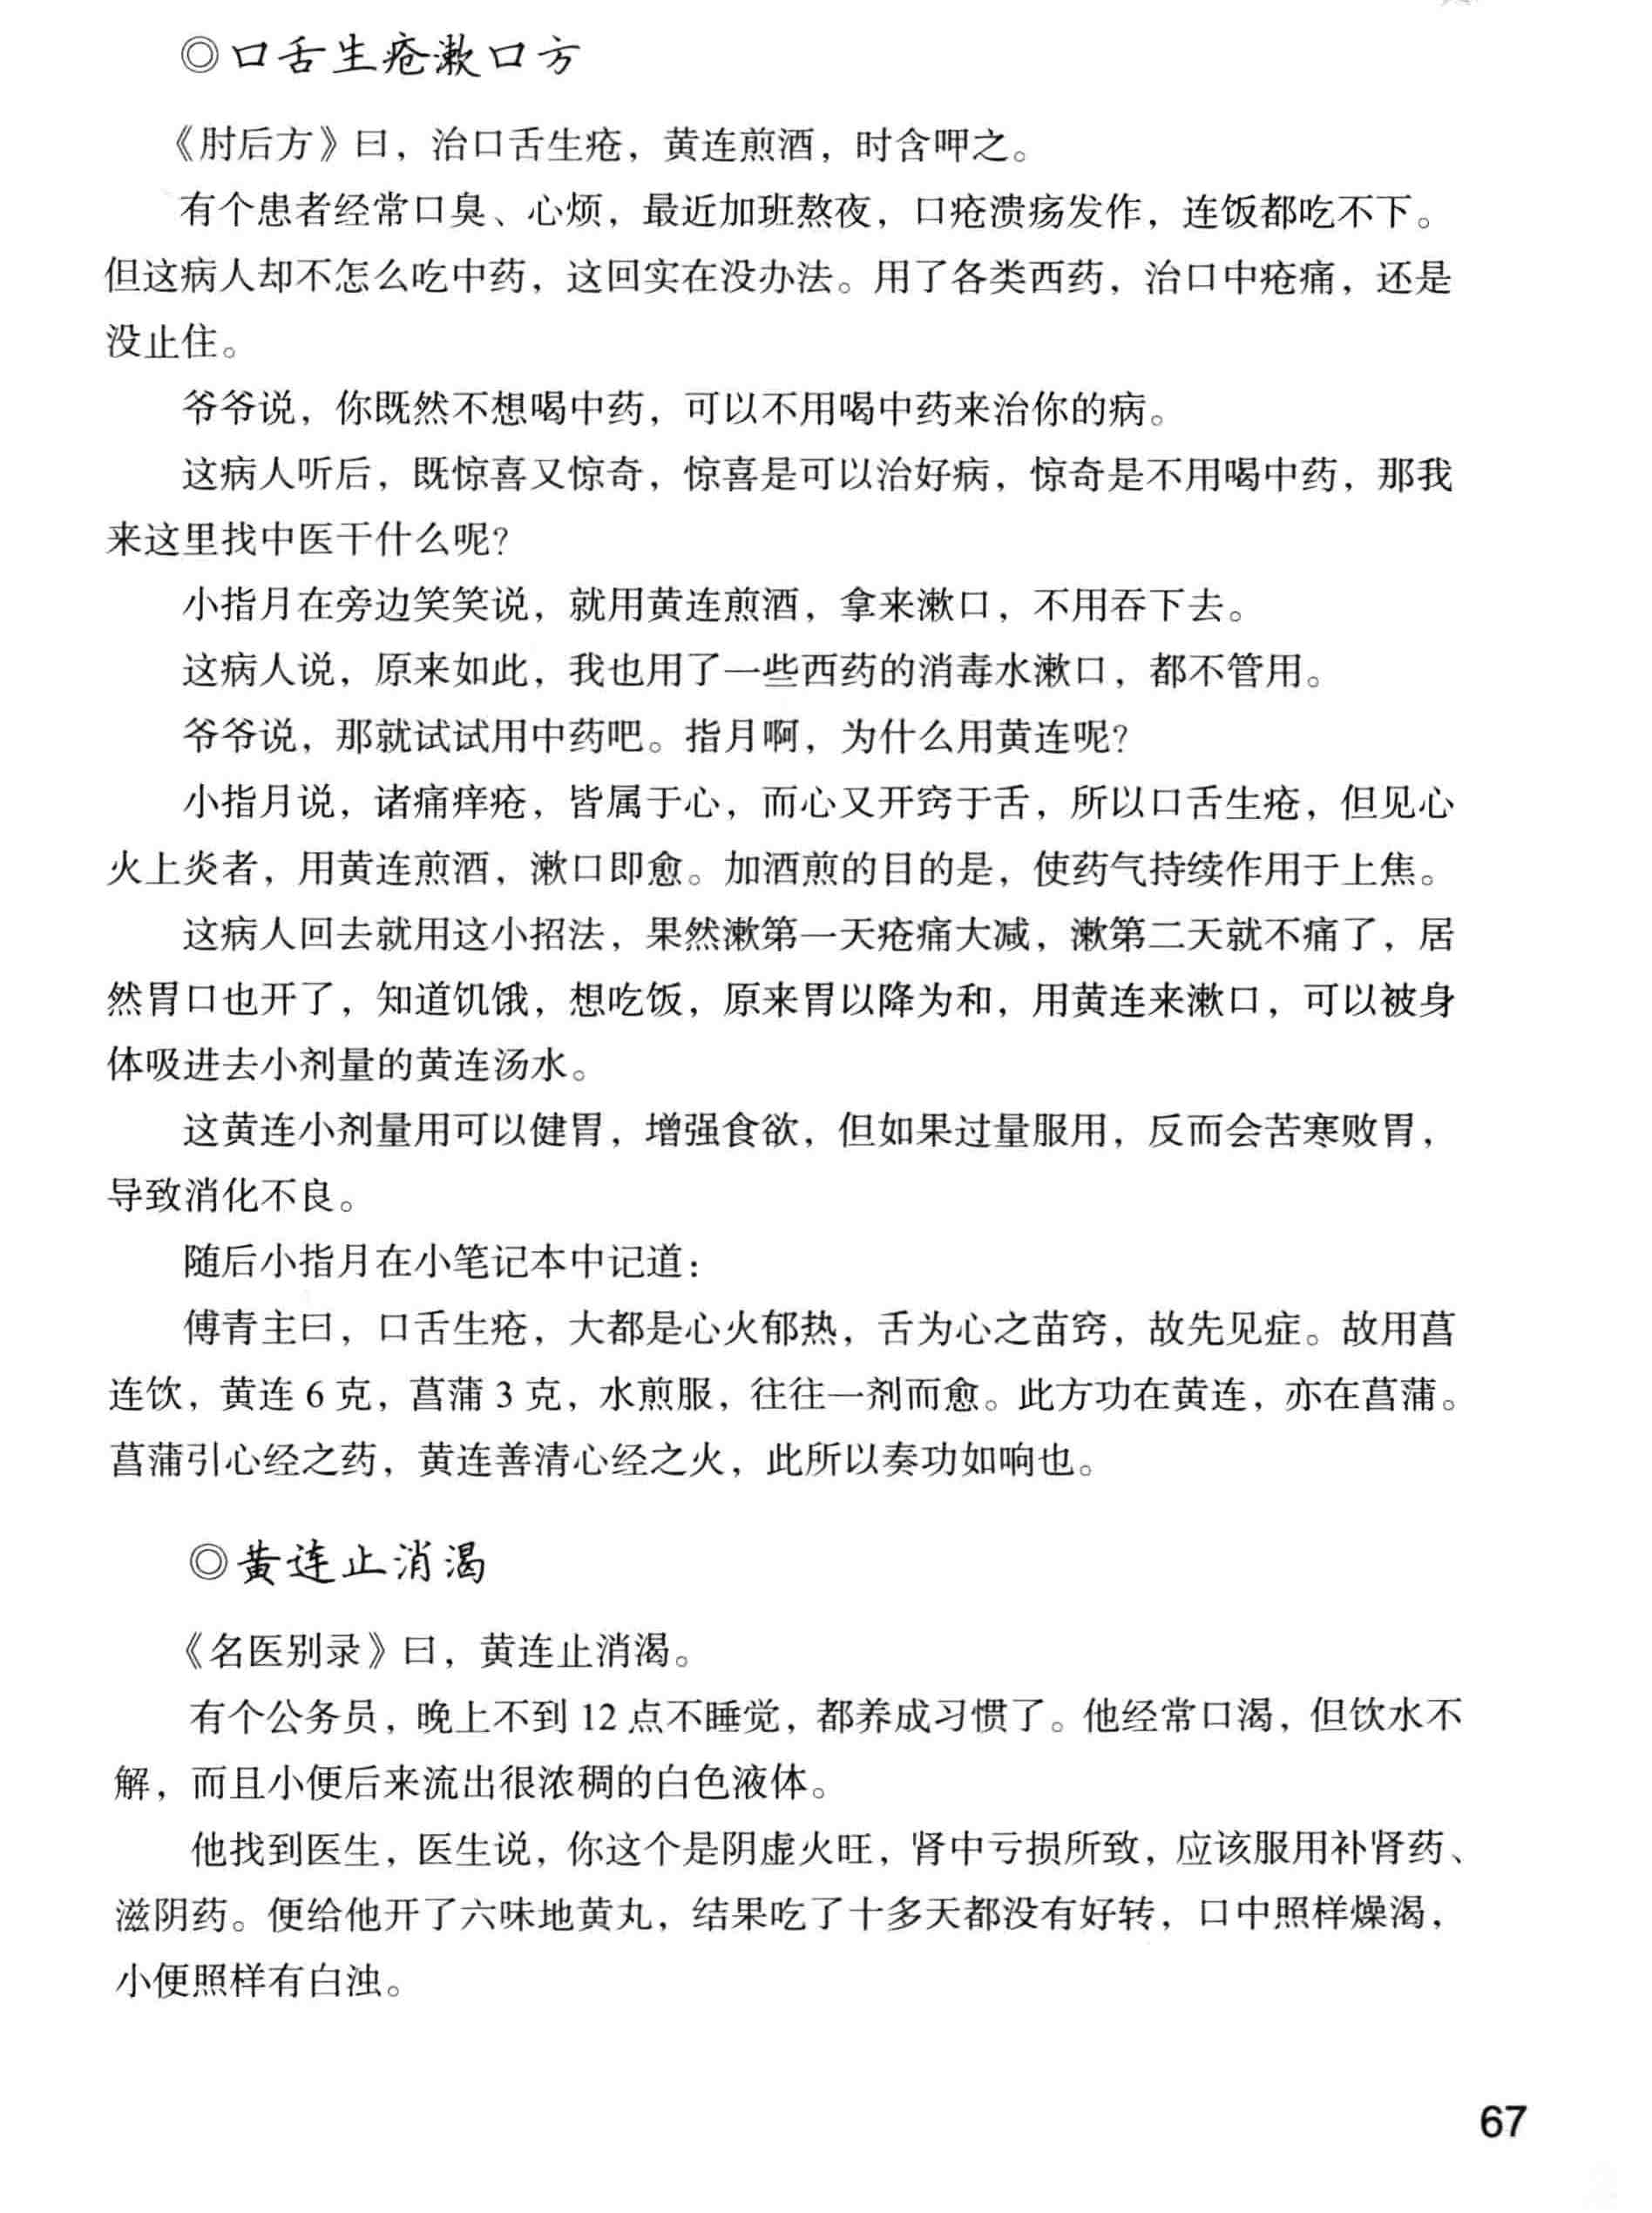 ◎口舌生疮漱口方
《肘后方》曰，治口舌生疮，黄连煎酒，时含呷之。
有个患者经常口臭、心烦，最近加班熬夜，口疮溃疡发作，连饭都吃不下。
但这病人却不怎么吃中药，这回实在没办法。用了各类西药，治口中疮痛，还是
没止住。
爷爷说，你既然不想喝中药，可以不用喝中药来治你的病。
这病人听后，既惊喜又惊奇，惊喜是可以治好病，惊奇是不用喝中药，那我
来这里找中医干什么呢？
小指月在旁边笑笑说，就用黄连煎酒，拿来漱口，不用吞下去。
这病人说，原来如此，我也用了一些西药的消毒水漱口，都不管用。
爷爷说，那就试试用中药吧。指月啊，为什么用黄连呢？
小指月说，诸痛痒疮，皆属于心，而心又开窍于舌，所以口舌生疮，但见心
火上炎者，用黄连煎酒，漱口即愈。加酒煎的目的是，使药气持续作用于上焦。
这病人回去就用这小招法，果然漱第一天疮痛大减，漱第二天就不痛了，居
然胃口也开了，知道饥饿，想吃饭，原来胃以降为和，用黄连来漱口，可以被身
体吸进去小剂量的黄连汤水。
这黄连小剂量用可以健胃，增强食欲，但如果过量服用，反而会苦寒败胃，
导致消化不良。
随后小指月在小笔记本中记道：
傅青主曰，口舌生疮，大都是心火郁热，舌为心之苗窍，故先见症。故用菖
连饮，黄连 6 克，菖蒲 3 克，水煎服，往往一剂而愈。此方功在黄连，亦在菖蒲。
菖蒲引心经之药，黄连善清心经之火，此所以奏功如响也。
◎黄连止消渴
《名医别录》曰，黄连止消渴。
有个公务员，晚上不到 12 点不睡觉，都养成习惯了。他经常口渴，但饮水不
解，而且小便后来流出很浓稠的白色液体。
他找到医生，医生说，你这个是阴虚火旺，肾中亏损所致，应该服用补肾药、
滋阴药。便给他开了六味地黄丸，结果吃了十多天都没有好转，口中照样燥渴，
小便照样有白浊。
67